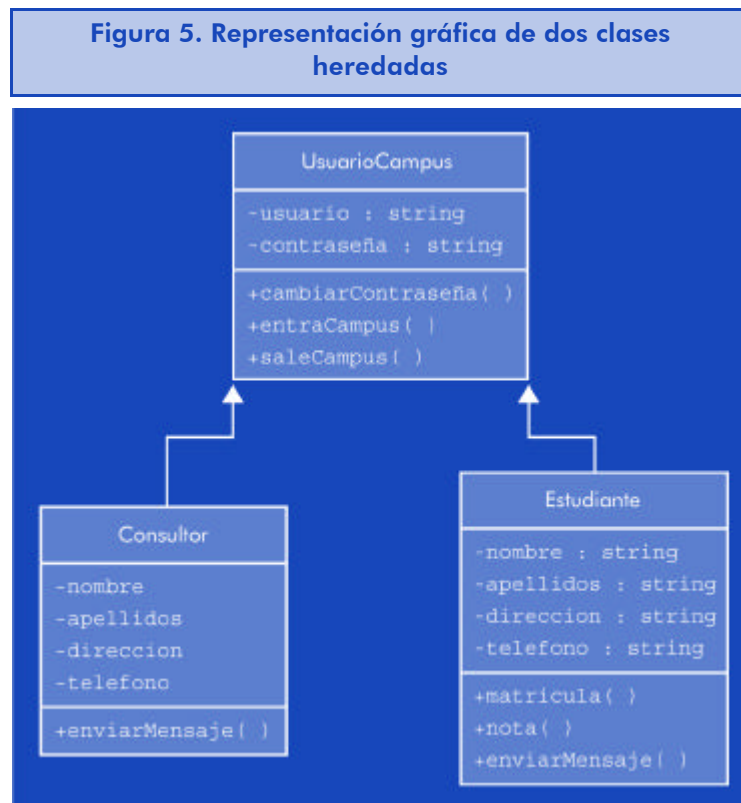 Figura 5. Representación gráfica de dos clases
heredadas
UsuarioCampus
-usuario : string
-contraseña : string
+cambiarContraseña( )
+entraCampus( )
+saleCampus( )
Consultor
-nombre
-apellidos
-direccion
-telefono
+enviarMensaje( )
Estudiante
-nombre : string
-apellidos : string
-direccion : string
-telefono : string
+matricula( )
+nota( )
+enviarMensaje( )